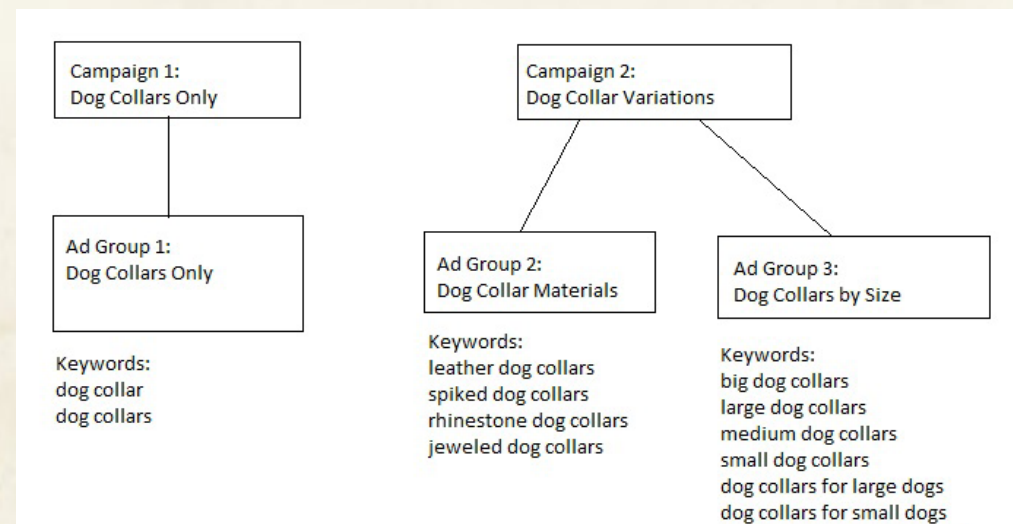 Campaign 1:
Dog Collars Only
Campaign 2:
Dog Collar Variations
Ad Group 1:
Dog Collars Only
Ad Group 2:
Dog Collar Materials
Ad Group 3:
Dog Collars by Size
Keywords:
dog collar
dog collars
Keywords:
leather dog collars
spiked dog collars
rhinestone dog collars
jeweled dog collars
Keywords:
big dog collars
large dog collars
medium dog collars
small dog collars
dog collars for large dogs
dog collars for small dogs